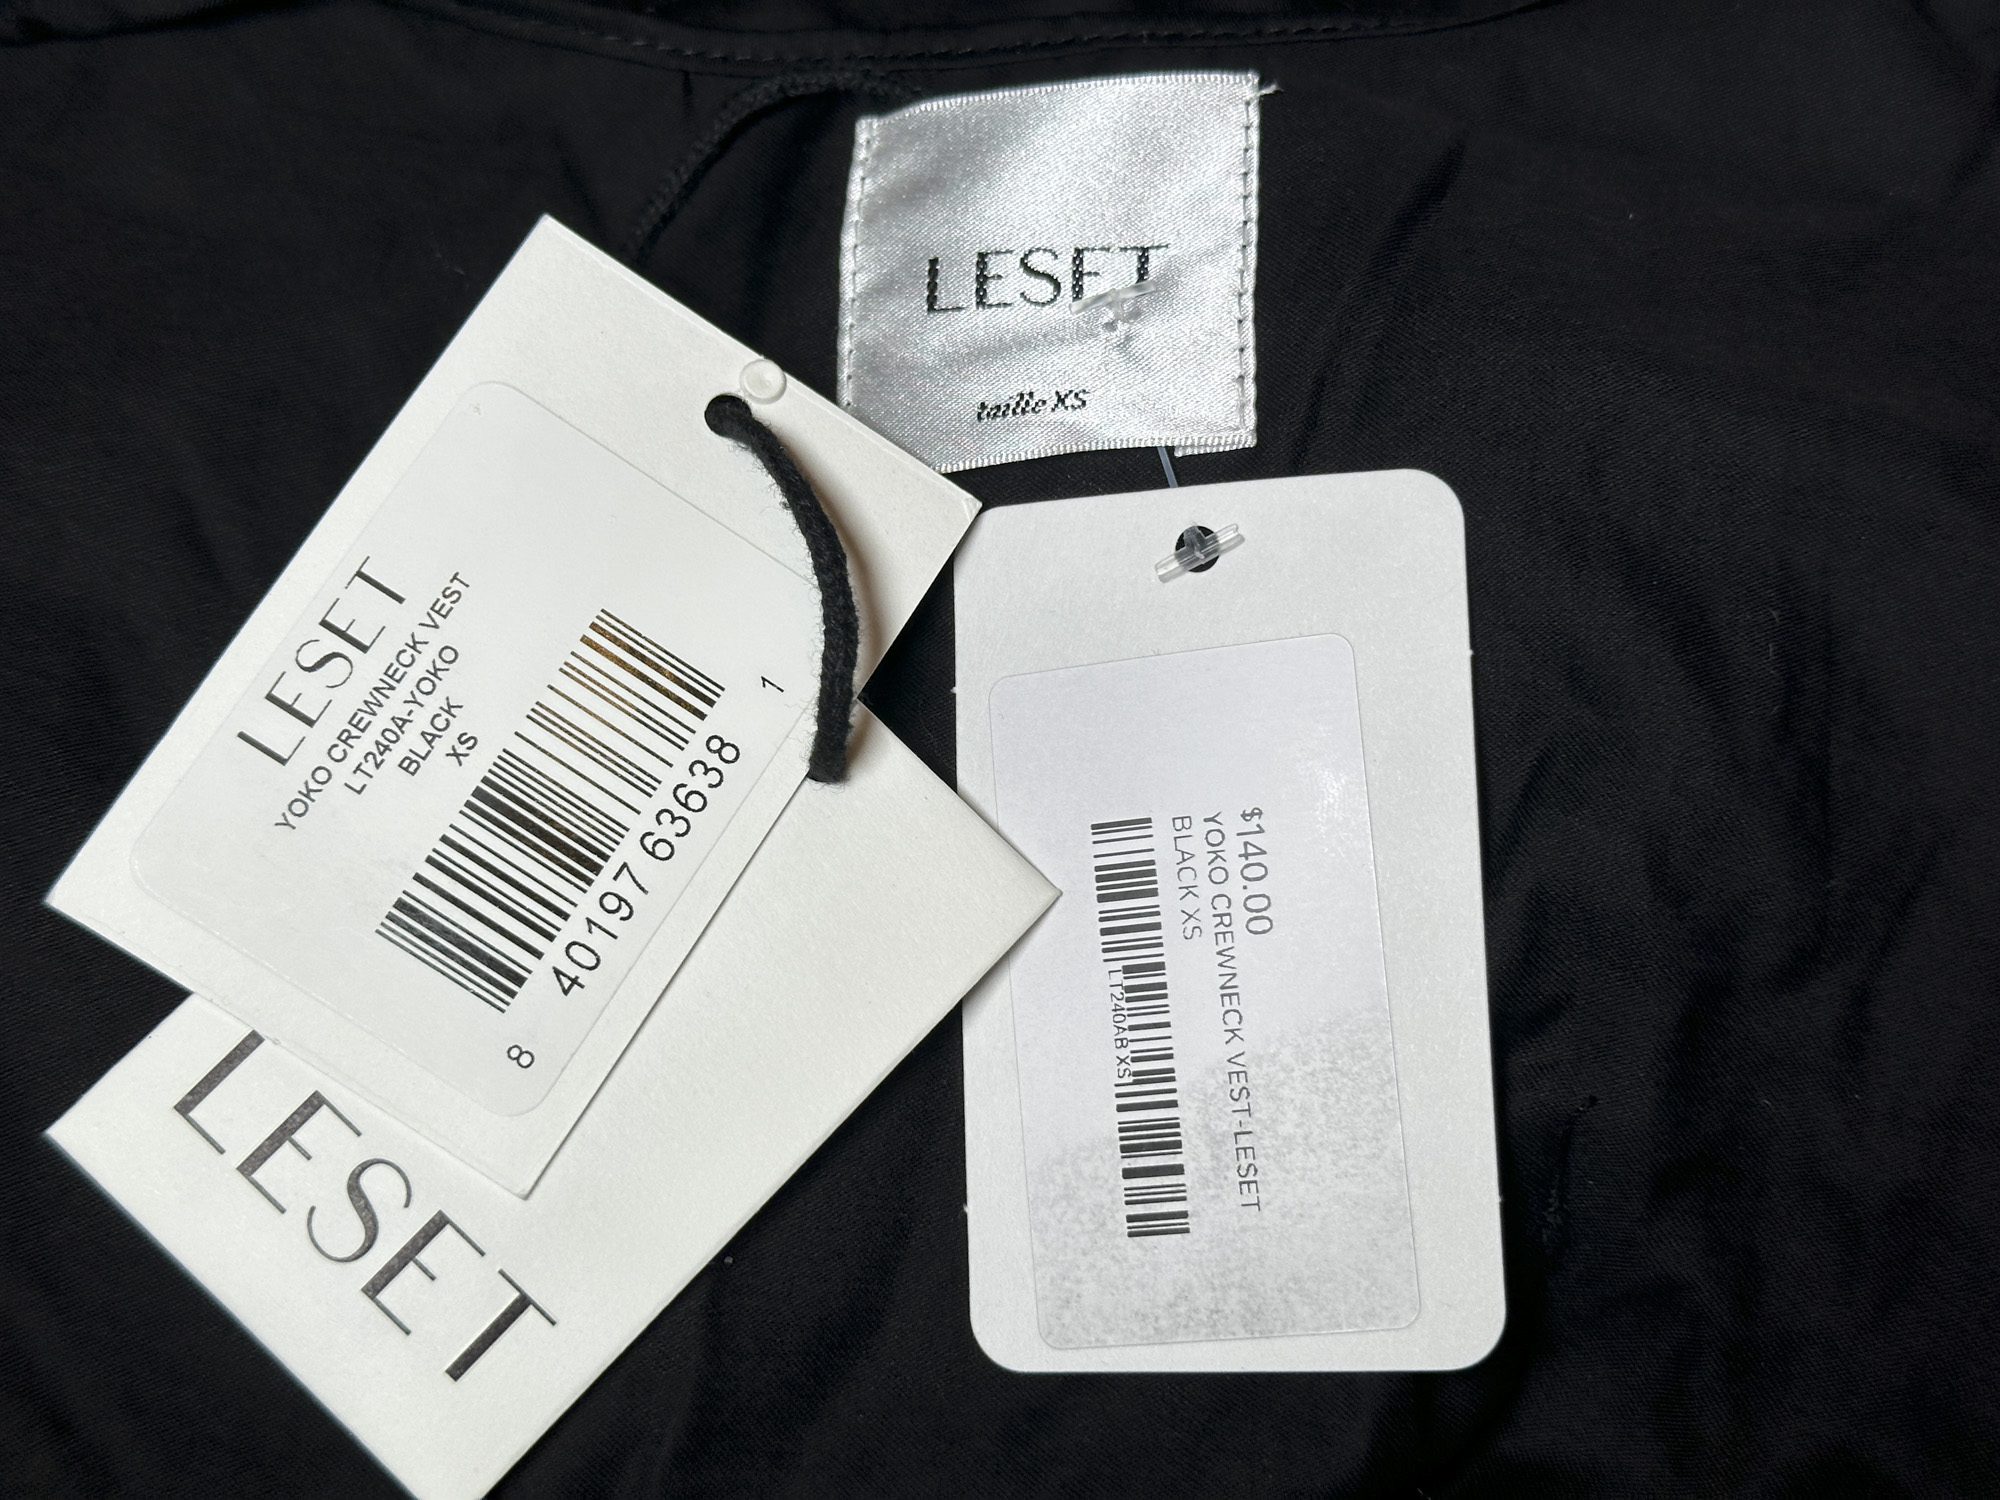 LESET
taille XS
LESET
YOKO CREWNECK VEST
LT240A-YOKO
BLACK
XS
8 40197 63638 1
LESET
$140.00
YOKO CREWNECK VEST-LESET
BLACK XS
LT240AB XS